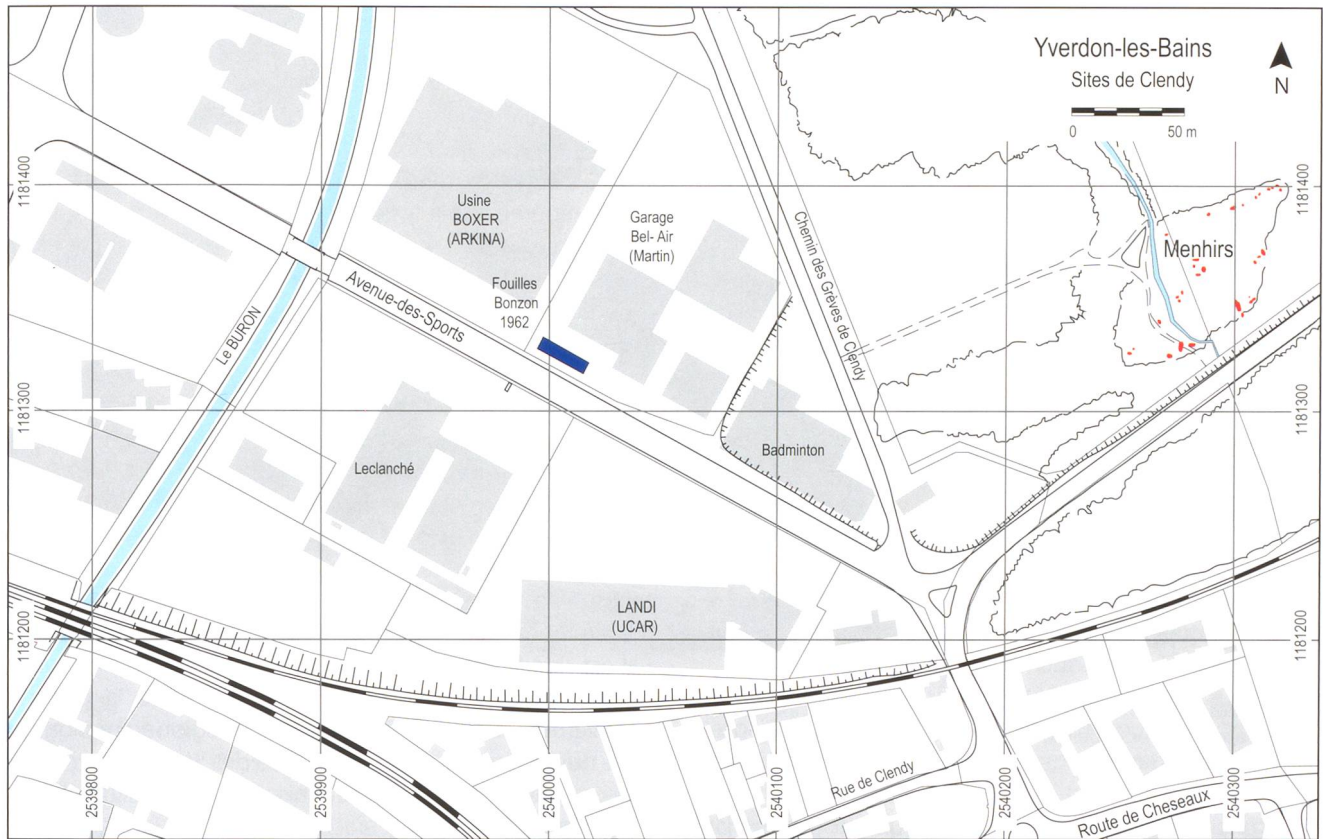 Yverdon-les-Bains
Sites de Clendy
N
0 50 m
1181400
1181400
Usine
BOXER
(ARKINA)
Garage
Bel- Air
(Martin)
Chemin des Grèves de Clendy
Menhirs
Fouilles
Bonzon
1962
Avenue-des-Sports
Le BURON
1181300
1181300
Leclanché
Badminton
LANDI
(UCAR)
1181200
1181200
2539800
2539900
2540000
2540100
2540200
2540300
Rue de Clendy
Route de Cheseaux